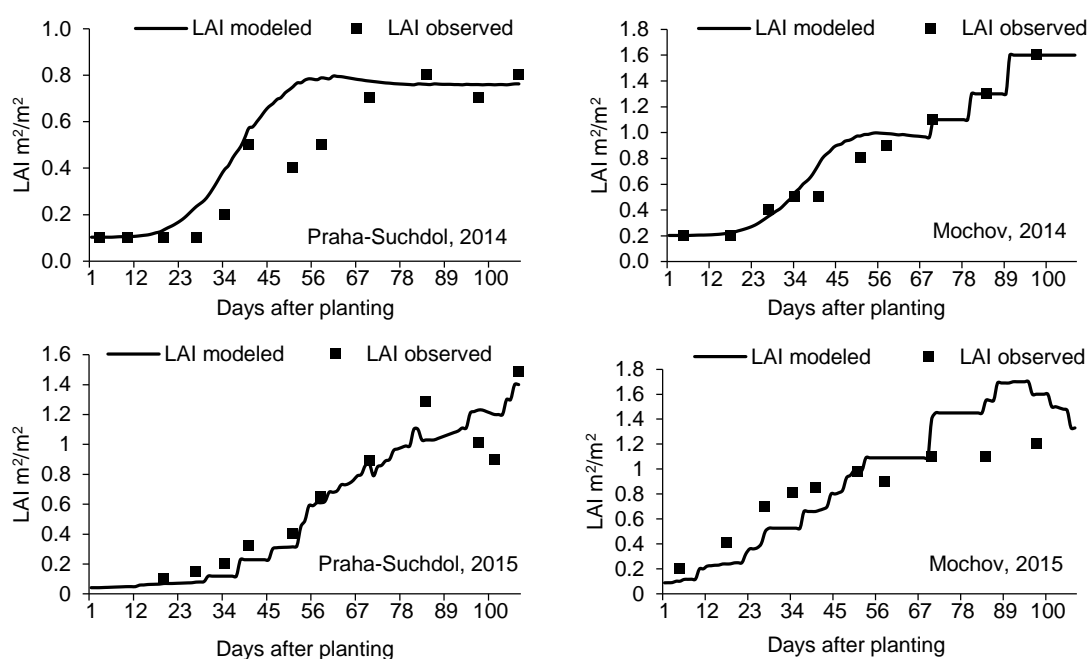 LAI modeled LAI observed
1.0
0.8
0.6
0.4
0.2
0.0
LAI m²/m²
Praha-Suchdol, 2014
1 12 23 34 45 56 67 78 89 100
Days after planting
LAI modeled LAI observed
1.8
1.6
1.4
1.2
1.0
0.8
0.6
0.4
0.2
0.0
LAI m²/m²
Mochov, 2014
1 12 23 34 45 56 67 78 89 100
Days after planting
LAI modeled LAI observed
1.6
1.4
1.2
1
0.8
0.6
0.4
0.2
0
LAI m²/m²
Praha-Suchdol, 2015
1 12 23 34 45 56 67 78 89 100
Days after planting
LAI modeled LAI observed
1.8
1.6
1.4
1.2
1
0.8
0.6
0.4
0.2
0
LAI m²/m²
Mochov, 2015
1 12 23 34 45 56 67 78 89 100
Days after planting